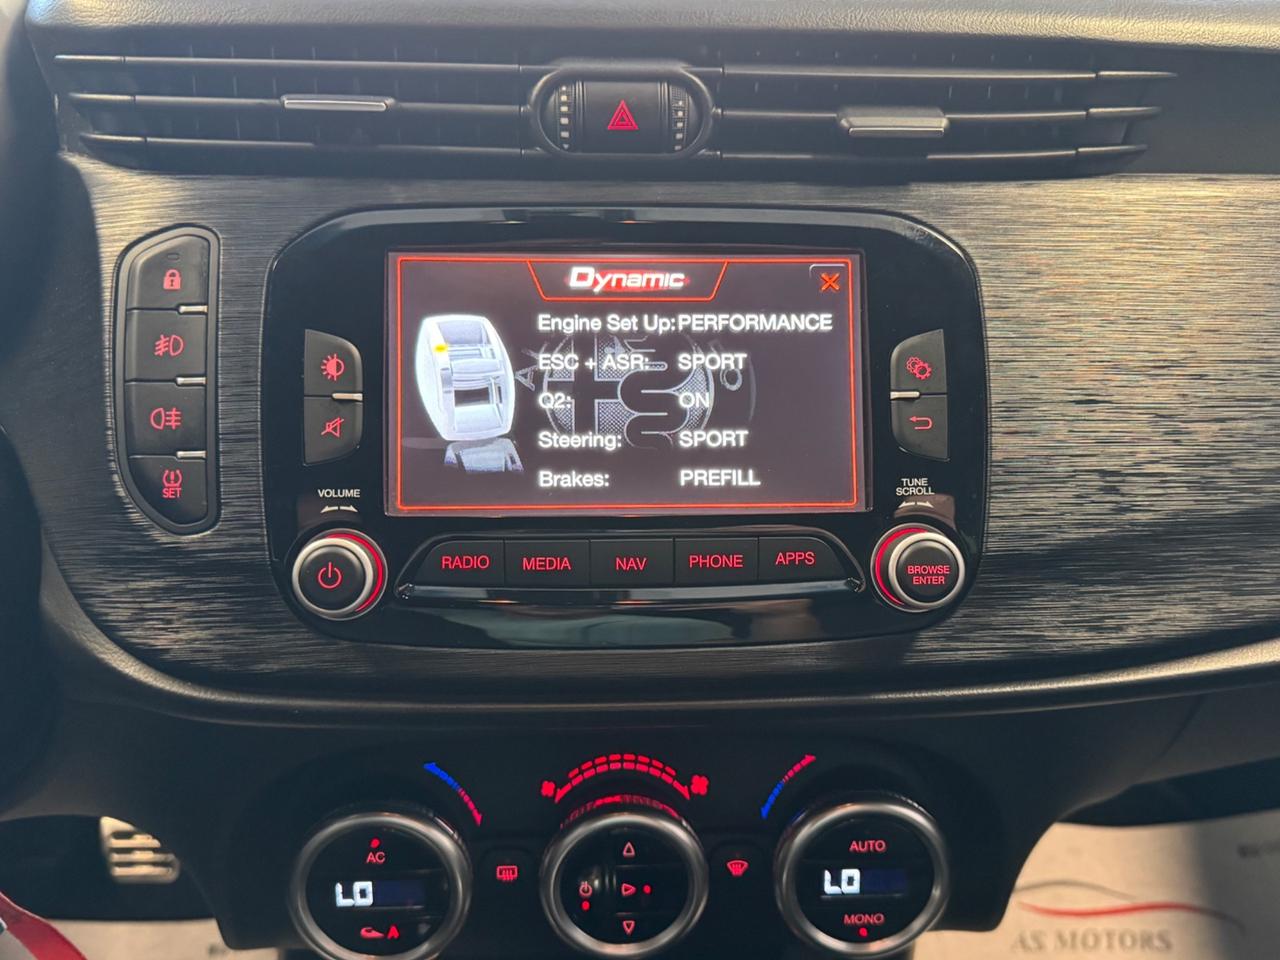 Dynamic
Engine Set Up: PERFORMANCE
ESC + ASR: SPORT
Q2: ON
Steering: SPORT
Brakes: PREFILL
SET
VOLUME
TUNE
SCROLL
RADIO
MEDIA
NAV
PHONE
APPS
BROWSE
ENTER
AC
LO
A
AUTO
LO
MONO
AS MOTORS